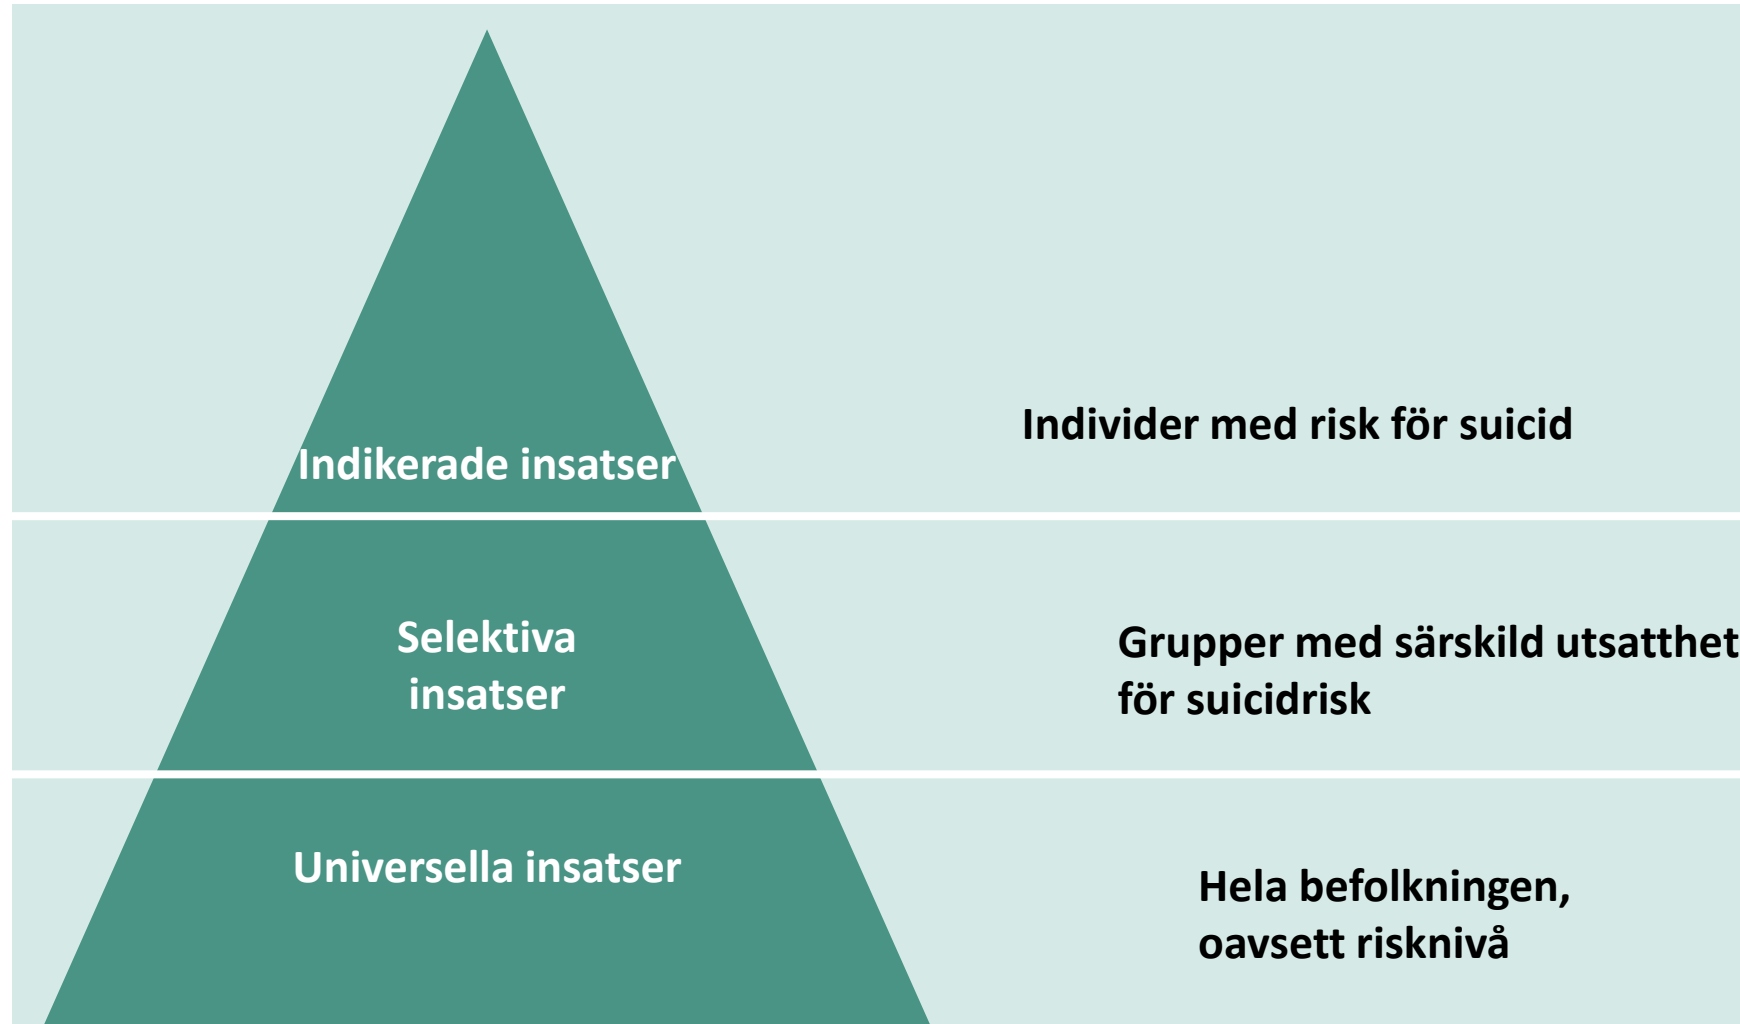 Individer med risk för suicid
Indikerade insatser
Selektiva
insatser
Grupper med särskild utsatthet
för suicidrisk
Universella insatser
Hela befolkningen,
oavsett risknivå